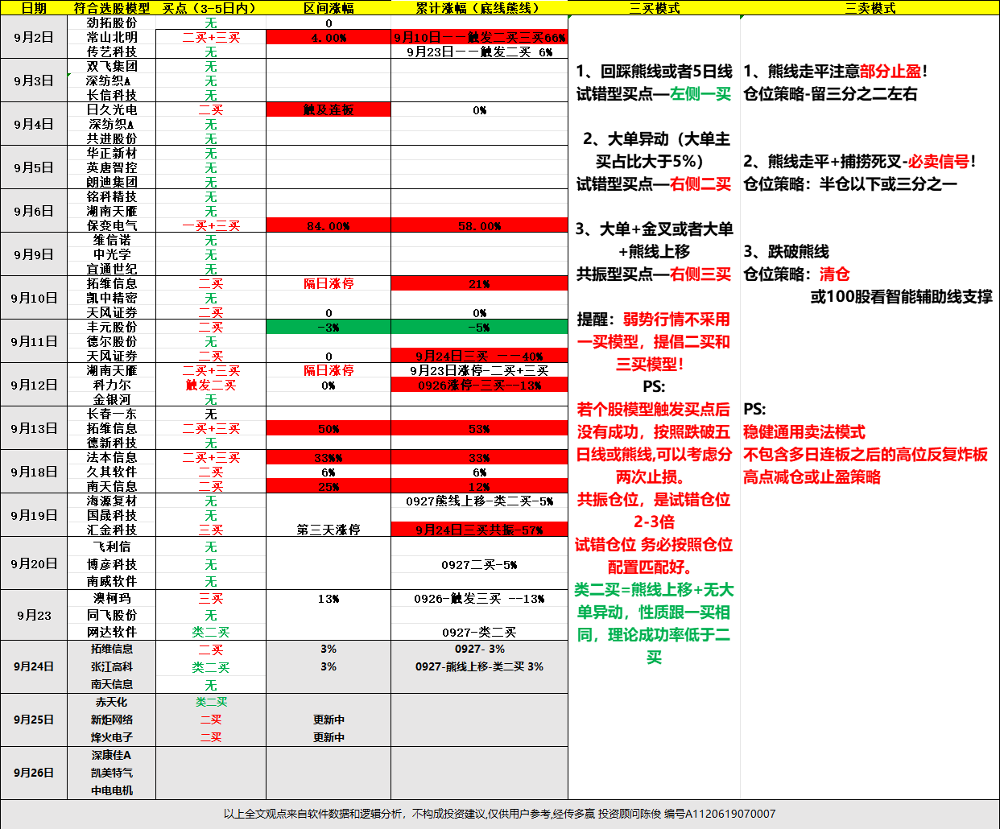 日期 符合选股模型 买点（3-5日内） 区间涨幅 累计涨幅（底线熊线） 三买模式 三卖模式
9月2日 劲拓股份 无 0
常山北明 二买+三买 4.00% 9月10日——触发二买三买66%
传艺科技 无 9月23日——触发二买 6%
9月3日 双飞集团 无
深纺织A 无
长信科技 无
9月4日 日久光电 二买 触及连板 0%
深纺织A 无
共进股份 无
9月5日 华正新材 无
英唐智控 无
朗迪集团 无
9月6日 铭科精技 无
湖南天雁 无
保变电气 一买+三买 84.00% 58.00%
9月9日 维信诺 无
中光学 无
宜通世纪 无
9月10日 拓维信息 二买 隔日涨停 21%
凯中精密 无
天风证券 二买 0 0%
9月11日 丰元股份 二买 -3% -5%
德尔股份 无
天风证券 二买 0 9月24日三买 ——40%
9月12日 湖南天雁 二买+三买 隔日涨停 9月23日涨停-二买+三买
科力尔 触发二买 0% 0926涨停-三买--13%
金银河 无
9月13日 长春一东 无
拓维信息 二买+三买 50% 53%
德新科技 无
9月18日 法本信息 二买+三买 33%% 33%
久其软件 二买 6% 6%
南天信息 二买 25% 12%
9月19日 海源复材 无 0927熊线上移-类二买-5%
国晟科技 无
汇金科技 三买 第三天涨停 9月24日三买共振-57%
9月20日 飞利信 无
博彦科技 无 0927二买-5%
南威软件 无
9月23 澳柯玛 三买 13% 0926-触发三买 --13%
同飞股份 无
网达软件 类二买 0927-类二买
9月24日 拓维信息 二买 3% 0927- 3%
张江高科 类二买 3% 0927-熊线上移-类二买 3%
南天信息 无
9月25日 赤天化 类二买
新炬网络 二买 更新中
烽火电子 二买 更新中
9月26日 深康佳A
凯美特气
中电电机
1、回踩熊线或者5日线
试错型买点—左侧一买
2、大单异动（大单主
买占比大于5%）
试错型买点—右侧二买
3、大单+金叉或者大单
+熊线上移
共振型买点—右侧三买
提醒：弱势行情不采用
一买模型，提倡二买和
三买模型！
PS:
若个股模型触发买点后
没有成功，按照跌破五
日线或熊线,可以考虑分
两次止损。
共振仓位，是试错仓位
2-3倍
试错仓位 务必按照仓位
配置匹配好。
类二买=熊线上移+无大
单异动，性质跟一买相
同，理论成功率低于二
买
1、熊线走平注意部分止盈！
仓位策略-留三分之二左右
2、熊线走平+捕捞死叉-必卖信号！
仓位策略：半仓以下或三分之一
3、跌破熊线
仓位策略：清仓
或100股看智能辅助线支撑
PS:
稳健通用卖法模式
不包含多日连板之后的高位反复炸板
高点减仓或止盈策略
以上全文观点来自软件数据和逻辑分析，不构成投资建议,仅供用户参考,经传多赢 投资顾问陈俊 编号A1120619070007